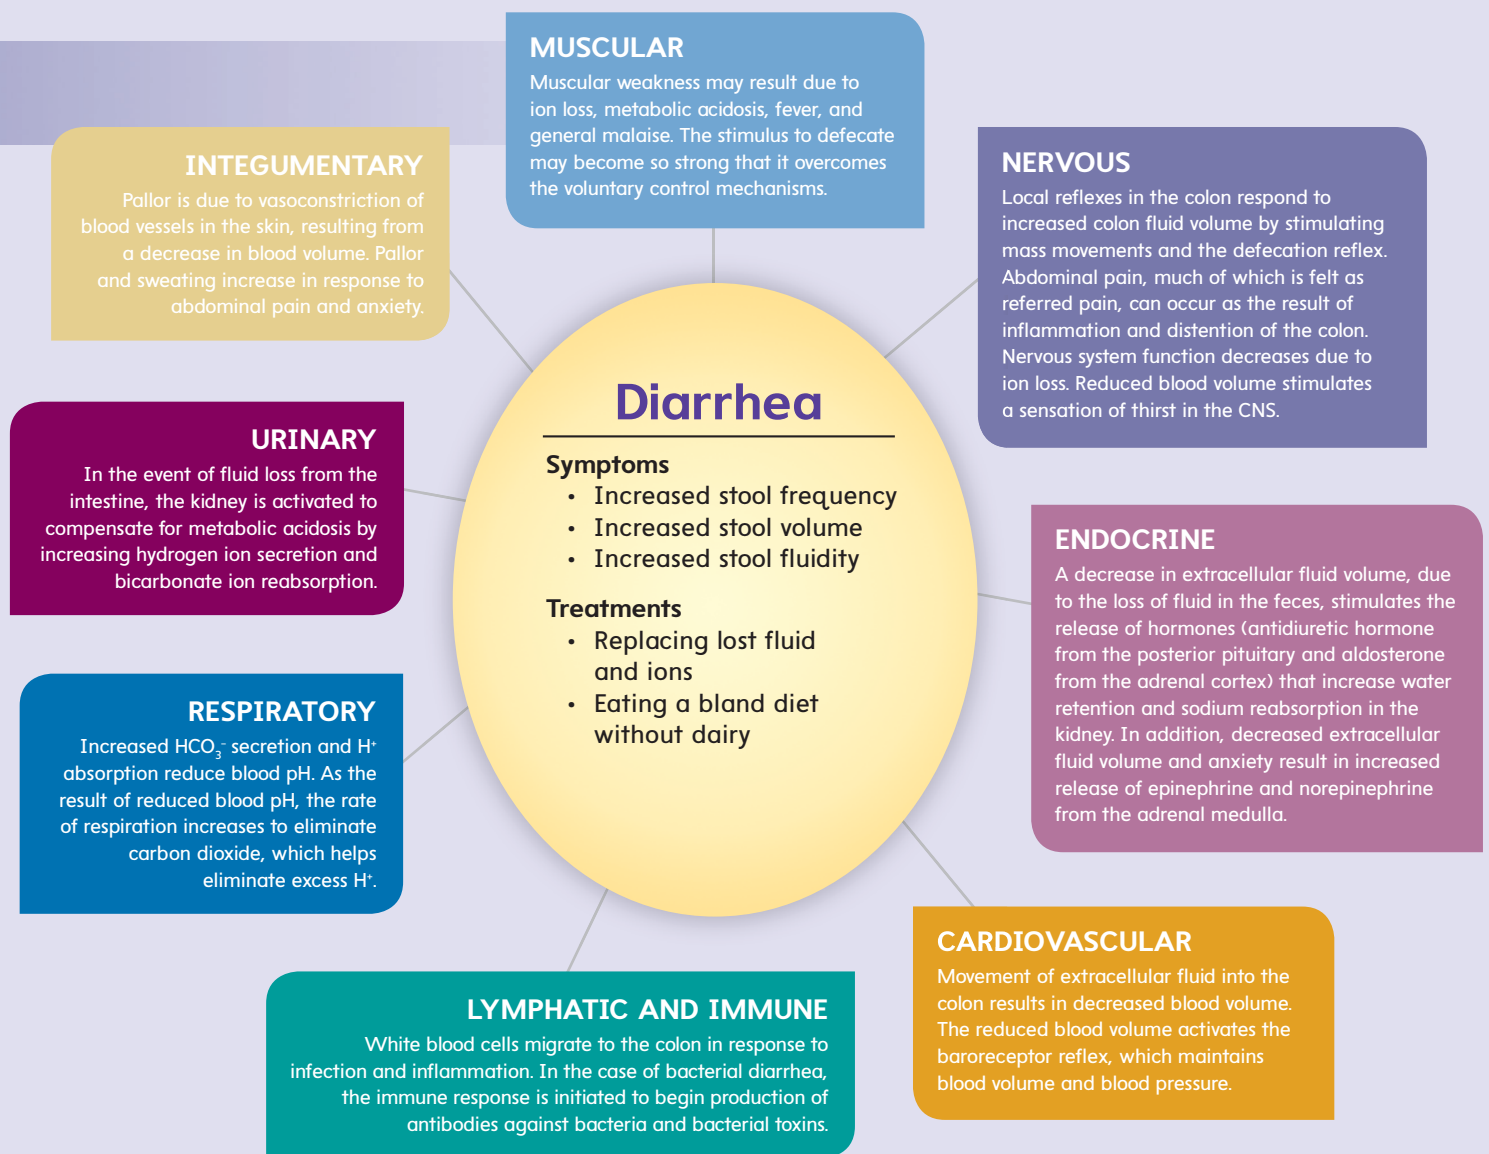 MUSCULAR
Muscular weakness may result due to
ion loss, metabolic acidosis, fever, and
general malaise. The stimulus to defecate
may become so strong that it overcomes
the voluntary control mechanisms.
INTEGUMENTARY
Pallor is due to vasoconstriction of
blood vessels in the skin, resulting from
a decrease in blood volume. Pallor
and sweating increase in response to
abdominal pain and anxiety.
NERVOUS
Local reflexes in the colon respond to
increased colon fluid volume by stimulating
mass movements and the defecation reflex.
Abdominal pain, much of which is felt as
referred pain, can occur as the result of
inflammation and distention of the colon.
Nervous system function decreases due to
ion loss. Reduced blood volume stimulates
a sensation of thirst in the CNS.
Diarrhea
Symptoms
• Increased stool frequency
• Increased stool volume
• Increased stool fluidity
Treatments
• Replacing lost fluid
and ions
• Eating a bland diet
without dairy
URINARY
In the event of fluid loss from the
intestine, the kidney is activated to
compensate for metabolic acidosis by
increasing hydrogen ion secretion and
bicarbonate ion reabsorption.
ENDOCRINE
A decrease in extracellular fluid volume, due
to the loss of fluid in the feces, stimulates the
release of hormones (antidiuretic hormone
from the posterior pituitary and aldosterone
from the adrenal cortex) that increase water
retention and sodium reabsorption in the
kidney. In addition, decreased extracellular
fluid volume and anxiety result in increased
release of epinephrine and norepinephrine
from the adrenal medulla.
RESPIRATORY
Increased HCO₃⁻ secretion and H⁺
absorption reduce blood pH. As the
result of reduced blood pH, the rate
of respiration increases to eliminate
carbon dioxide, which helps
eliminate excess H⁺.
CARDIOVASCULAR
Movement of extracellular fluid into the
colon results in decreased blood volume.
The reduced blood volume activates the
baroreceptor reflex, which maintains
blood volume and blood pressure.
LYMPHATIC AND IMMUNE
White blood cells migrate to the colon in response to
infection and inflammation. In the case of bacterial diarrhea,
the immune response is initiated to begin production of
antibodies against bacteria and bacterial toxins.